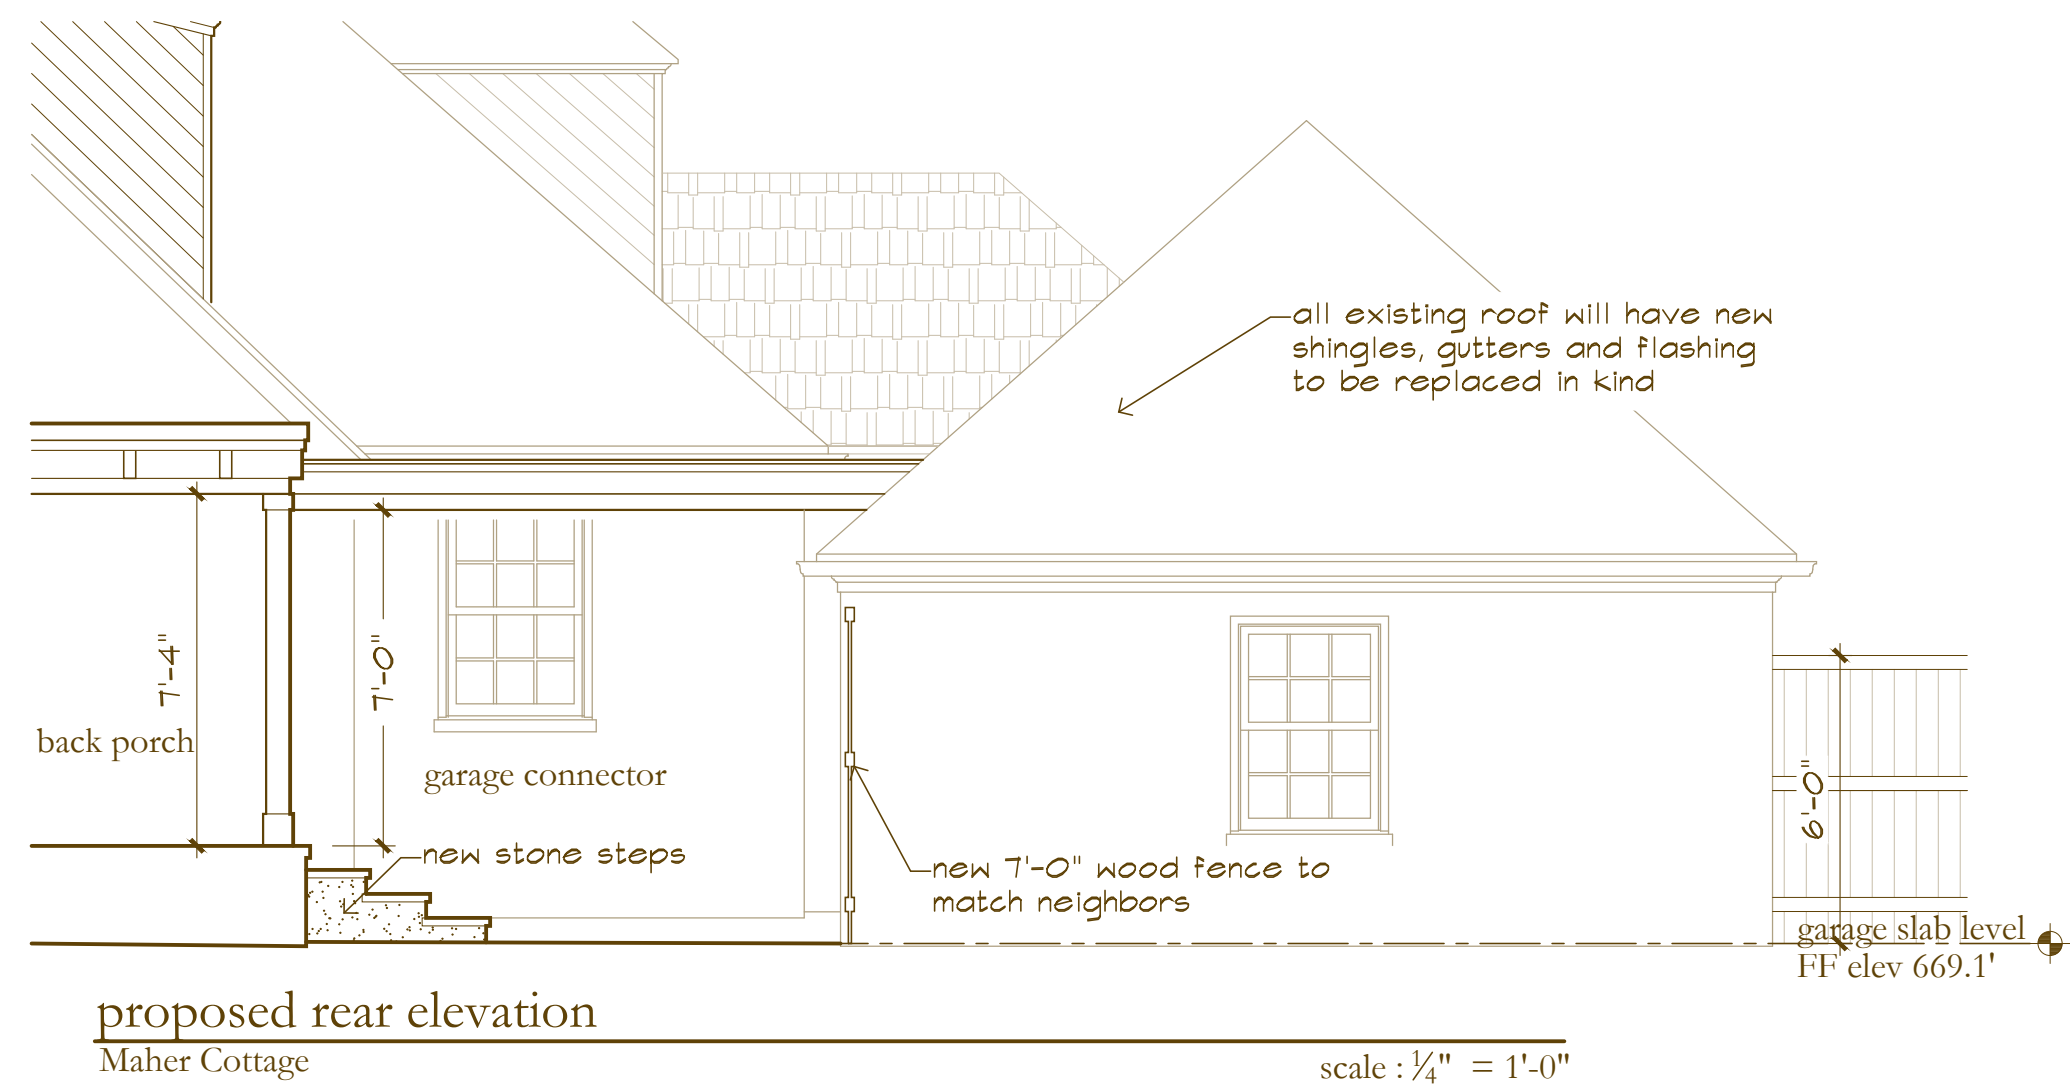 all existing roof will have new
shingles, gutters and flashing
to be replaced in kind
7'-4"
7'-0"
back porch
garage connector
6'-0"
new stone steps
new 7'-0" wood fence to
match neighbors
garage slab level
FF elev 669.1'
proposed rear elevation
Maher Cottage
scale : ¼" = 1'-0"